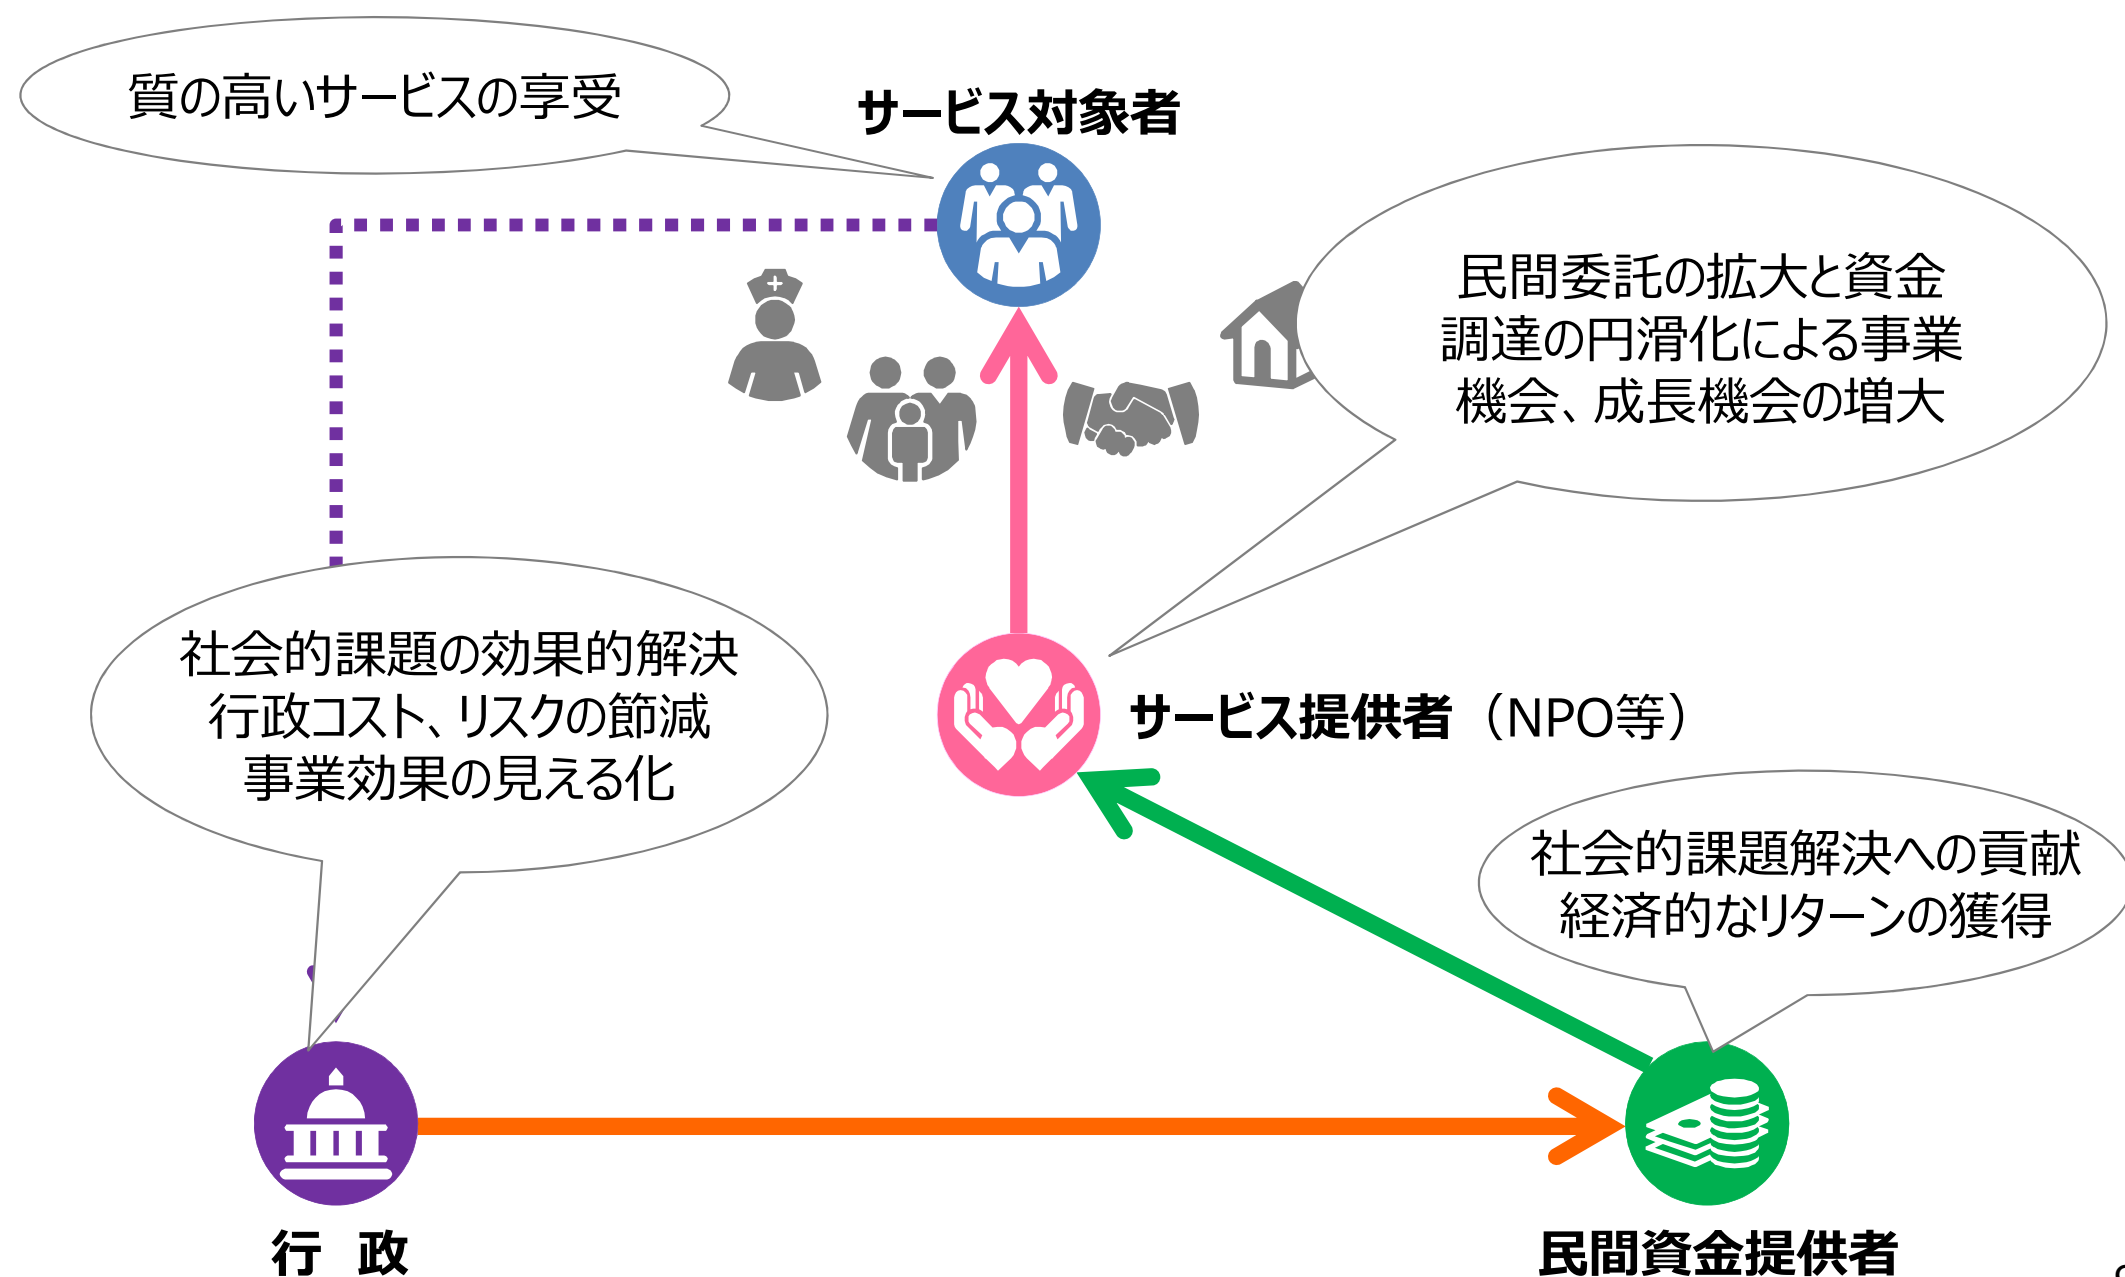 質の高いサービスの享受
サービス対象者
民間委託の拡大と資金
調達の円滑化による事業
機会、成長機会の増大
社会的課題の効果的解決
行政コスト、リスクの節減
事業効果の見える化
サービス提供者（NPO等）
社会的課題解決への貢献
経済的なリターンの獲得
行 政
民間資金提供者